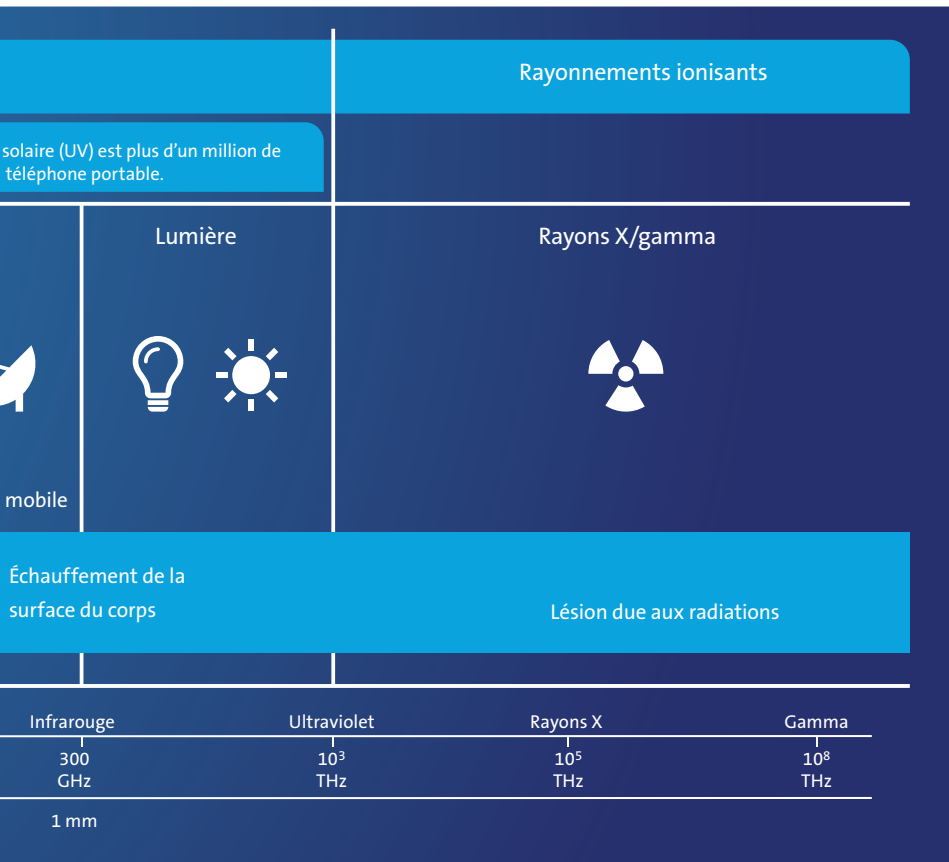 Rayonnements ionisants
solaire (UV) est plus d’un million de
téléphone portable.
Lumière
Rayons X/gamma
mobile
Échauffement de la
surface du corps
Lésion due aux radiations
Infrarouge
Ultraviolet
Rayons X
Gamma
300
GHz
10³
THz
10⁵
THz
10⁸
THz
1 mm